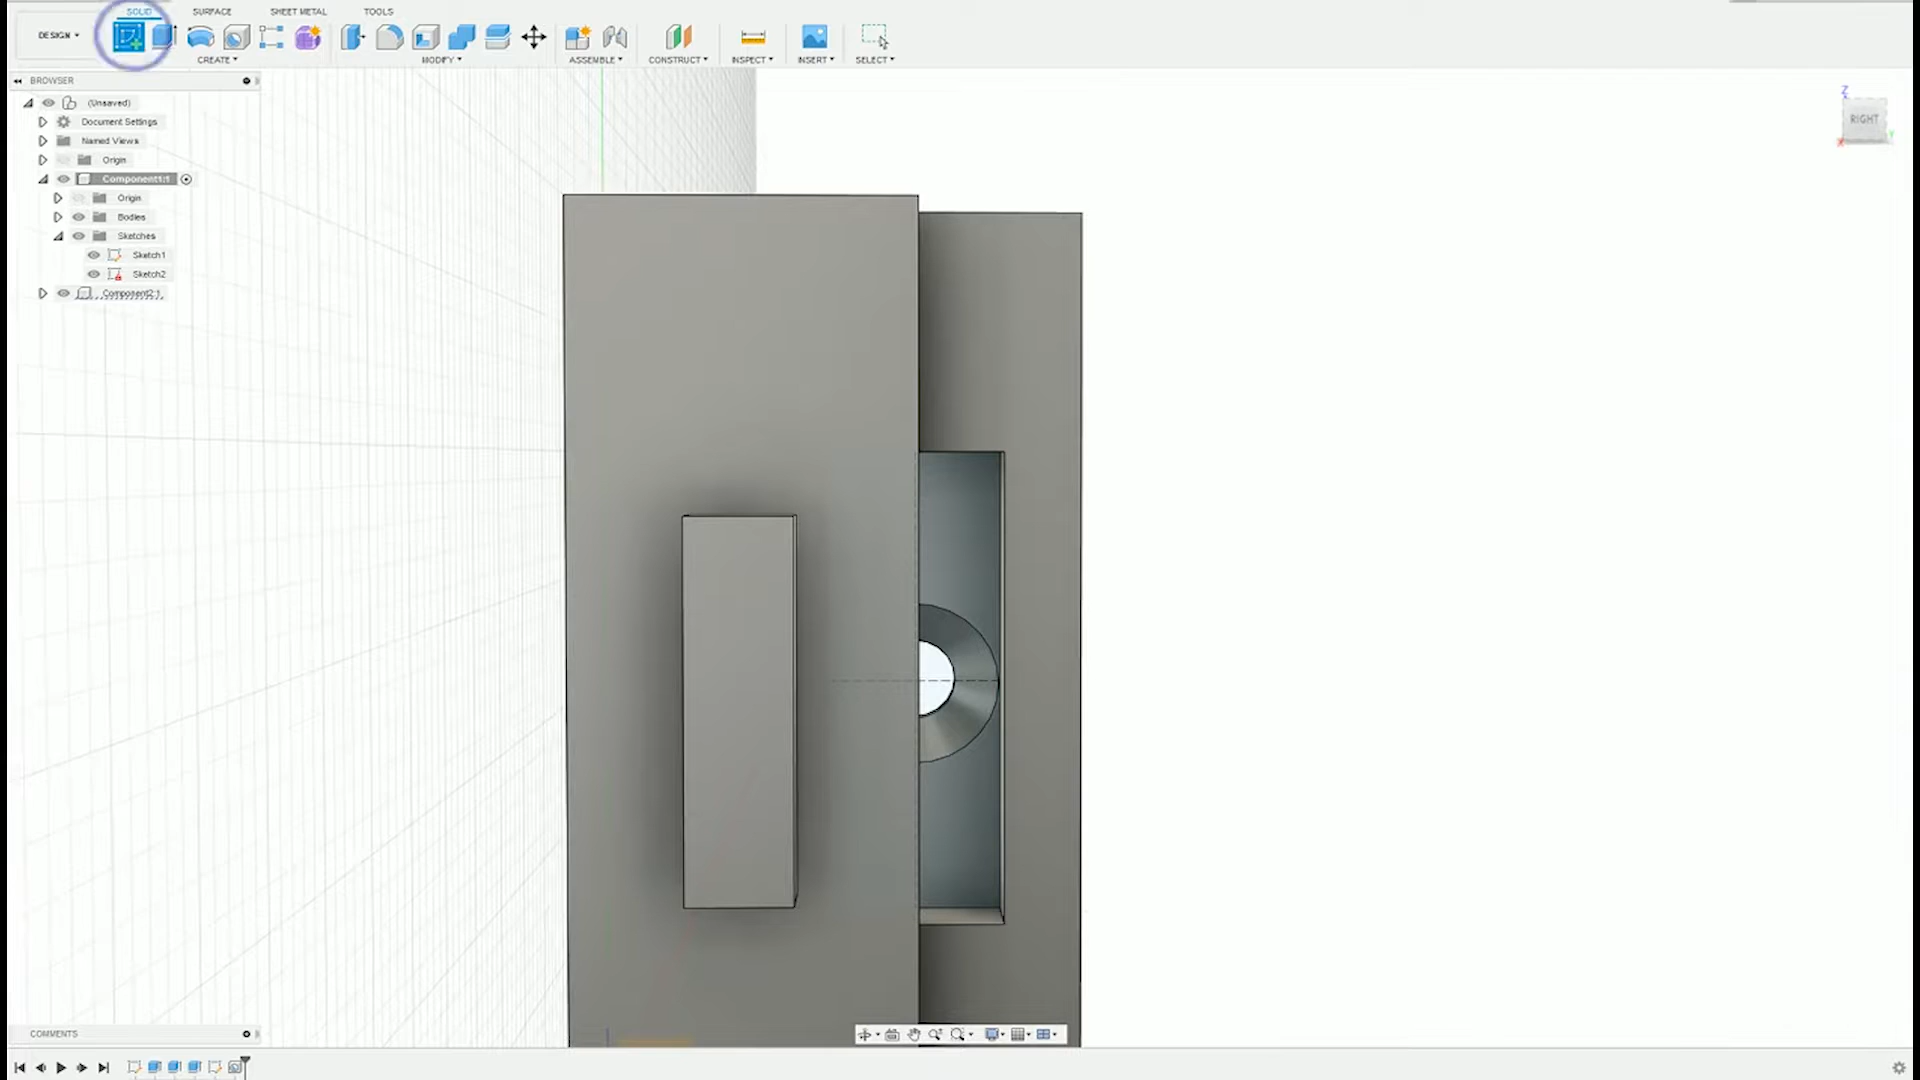 SOLID SURFACE SHEET METAL TOOLS
DESIGN ▾
CREATE ▾ MODIFY ▾ ASSEMBLE ▾ CONSTRUCT ▾ INSPECT ▾ INSERT ▾ SELECT ▾
BROWSER
(Unsaved)
Document Settings
Named Views
Origin
Component1:1
Origin
Bodies
Sketches
Sketch1
Sketch2
Component2:1
Z
RIGHT
X Y
COMMENTS